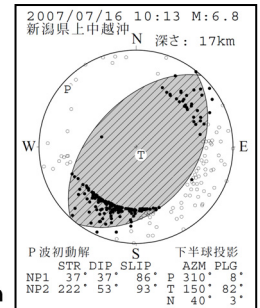 2007/07/16 10:13 M:6.8
新潟県上中越沖
N 深さ: 17km
P
W T E
S
P波初動解 下半球投影
STR DIP SLIP AZM PLG
NP1 37° 37° 86° P 310° 8°
NP2 222° 53° 93° T 150° 82°
N 40° 3°